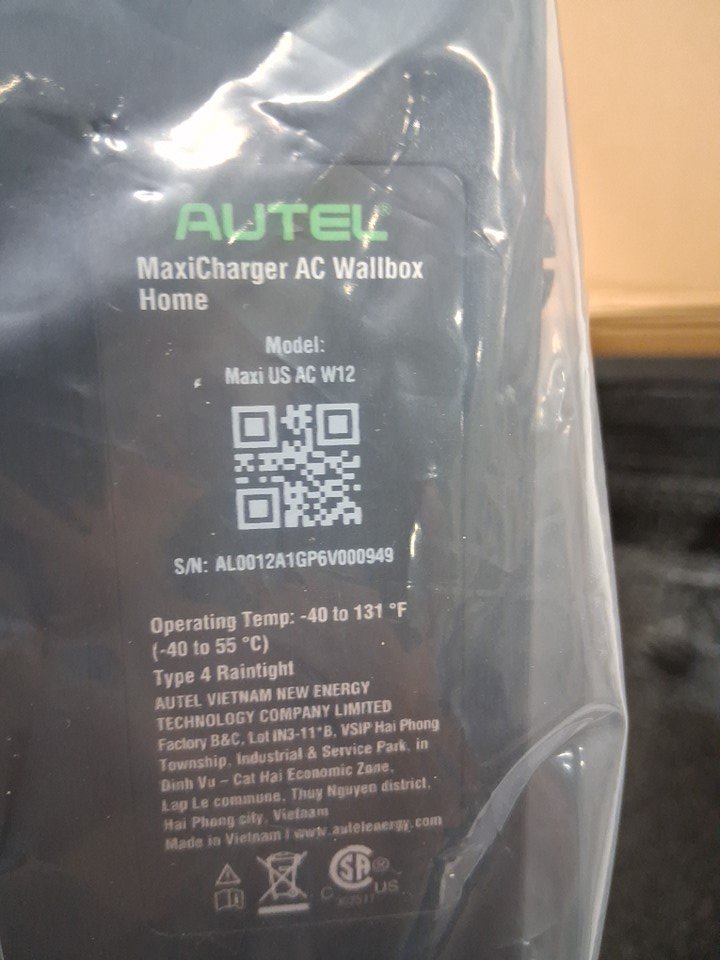 AUTEL
MaxiCharger AC Wallbox
Home
Model:
Maxi US AC W12
S/N: AL0012A1GP6V000949
Operating Temp: -40 to 131 °F
(-40 to 55 °C)
Type 4 Raintight
AUTEL VIETNAM NEW ENERGY
TECHNOLOGY COMPANY LIMITED
Factory B&C, Lot IN3-11*B, VSIP Hai Phong
Township, Industrial & Service Park, in
Dinh Vu – Cat Hai Economic Zone,
Lap Le commune, Thuy Nguyen district,
Hai Phong city, Vietnam
Made in Vietnam | www.autelenergy.com
SA ®
C US